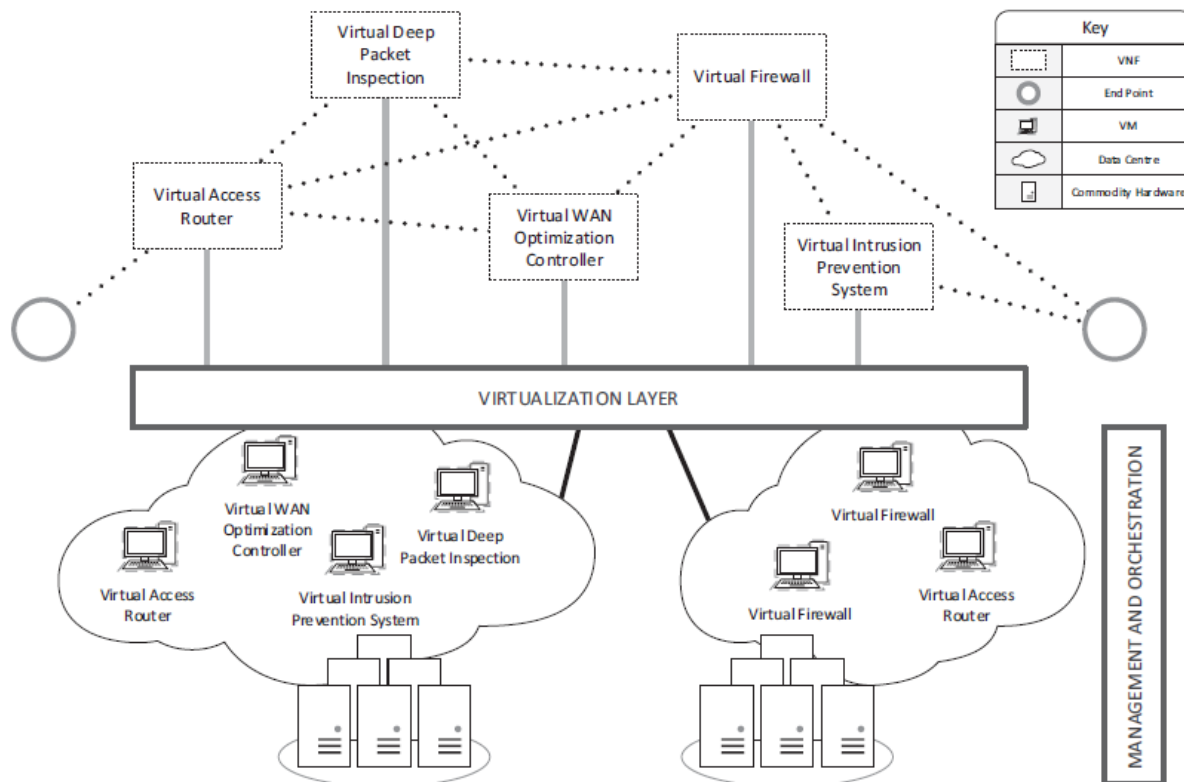 Virtual Deep
Packet
Inspection
Virtual Firewall
Key
VNF
End Point
VM
Data Centre
Commodity Hardware
Virtual Access
Router
Virtual WAN
Optimization
Controller
Virtual Intrusion
Prevention
System
VIRTUALIZATION LAYER
Virtual WAN
Optimization
Controller
Virtual Deep
Packet Inspection
Virtual Access
Router
Virtual Intrusion
Prevention System
Virtual Firewall
Virtual Firewall
Virtual Access
Router
MANAGEMENT AND ORCHESTRATION